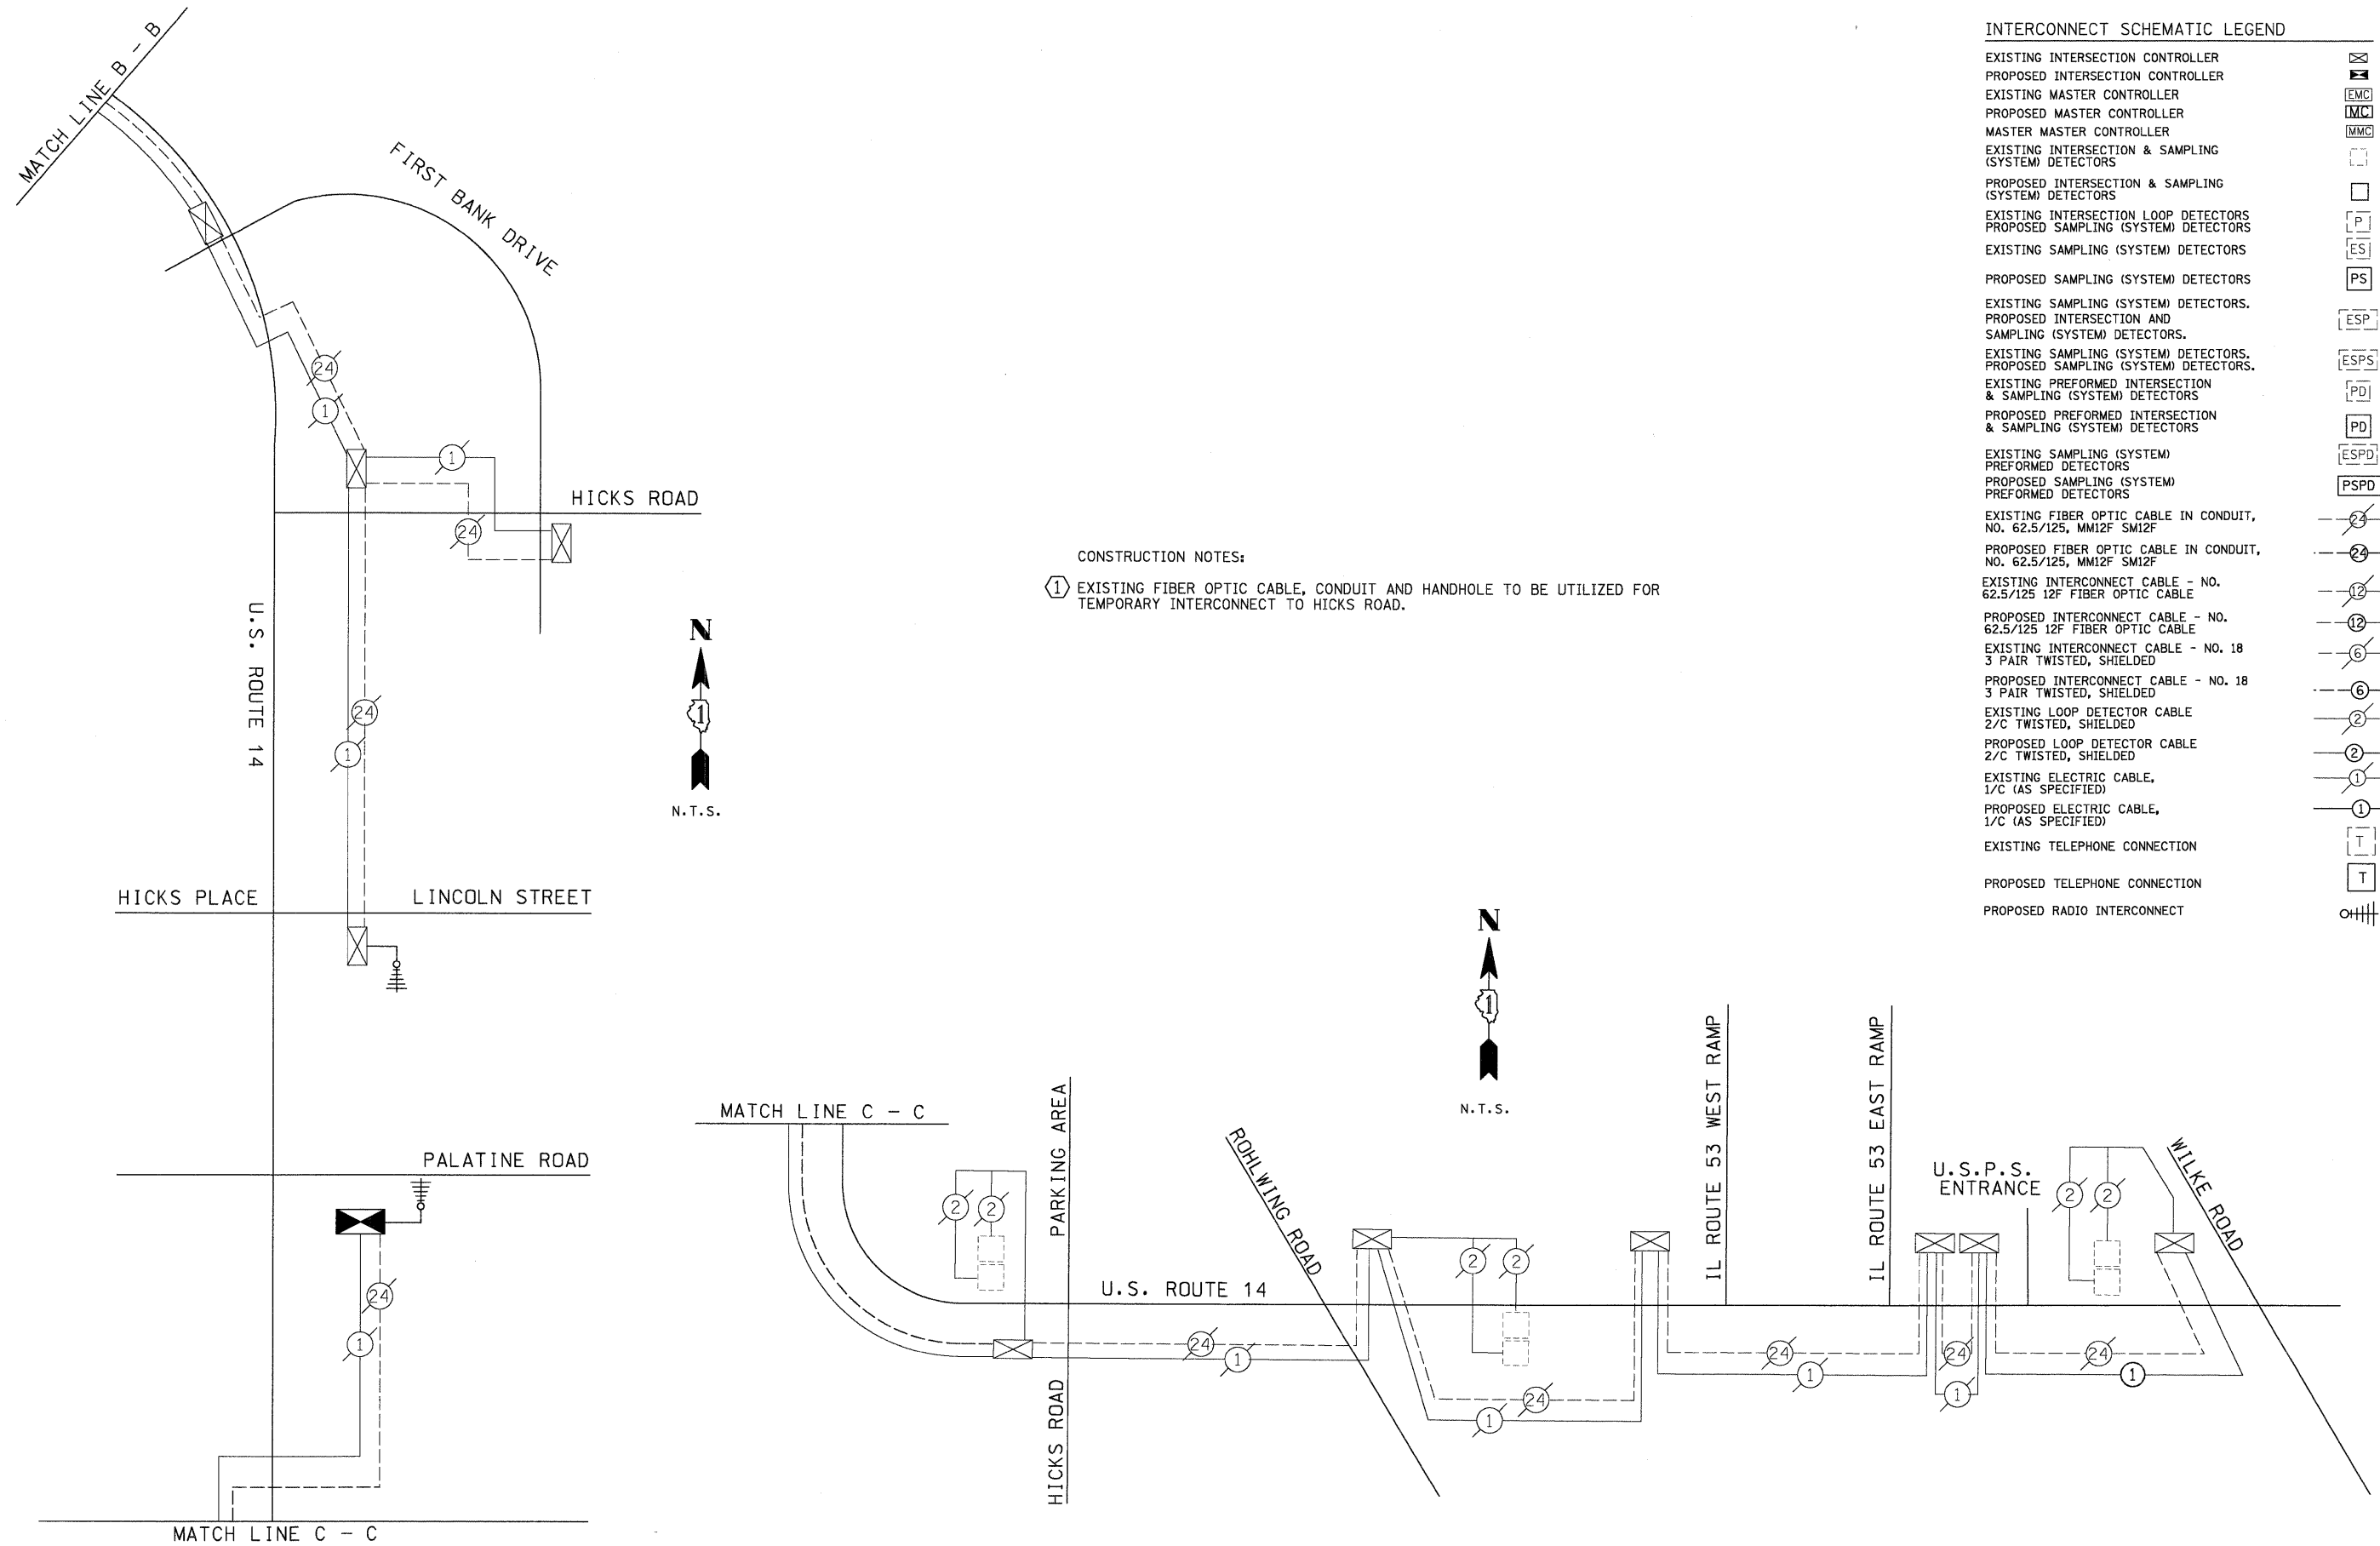 MATCH LINE B - B
FIRST BANK DRIVE
24
1
1
HICKS ROAD
24
U.S. ROUTE 14
24
1
HICKS PLACE
LINCOLN STREET
PALATINE ROAD
24
1
MATCH LINE C - C
N
1
N.T.S.
CONSTRUCTION NOTES:
1 EXISTING FIBER OPTIC CABLE, CONDUIT AND HANDHOLE TO BE UTILIZED FOR
TEMPORARY INTERCONNECT TO HICKS ROAD.
N
1
N.T.S.
MATCH LINE C - C
2
2
PARKING AREA
HICKS ROAD
U.S. ROUTE 14
24
1
ROHLWING ROAD
2
2
24
1
IL ROUTE 53 WEST RAMP
24
1
IL ROUTE 53 EAST RAMP
24
1
U.S.P.S.
ENTRANCE
2
2
24
1
WILKE ROAD
INTERCONNECT SCHEMATIC LEGEND
EXISTING INTERSECTION CONTROLLER
PROPOSED INTERSECTION CONTROLLER
EXISTING MASTER CONTROLLER EMC
PROPOSED MASTER CONTROLLER MC
MASTER MASTER CONTROLLER MMC
EXISTING INTERSECTION & SAMPLING
(SYSTEM) DETECTORS
PROPOSED INTERSECTION & SAMPLING
(SYSTEM) DETECTORS
EXISTING INTERSECTION LOOP DETECTORS
PROPOSED SAMPLING (SYSTEM) DETECTORS P
EXISTING SAMPLING (SYSTEM) DETECTORS ES
PROPOSED SAMPLING (SYSTEM) DETECTORS PS
EXISTING SAMPLING (SYSTEM) DETECTORS.
PROPOSED INTERSECTION AND ESP
SAMPLING (SYSTEM) DETECTORS.
EXISTING SAMPLING (SYSTEM) DETECTORS. ESPS
PROPOSED SAMPLING (SYSTEM) DETECTORS.
EXISTING PREFORMED INTERSECTION PD
& SAMPLING (SYSTEM) DETECTORS
PROPOSED PREFORMED INTERSECTION
& SAMPLING (SYSTEM) DETECTORS PD
EXISTING SAMPLING (SYSTEM) ESPD
PREFORMED DETECTORS
PROPOSED SAMPLING (SYSTEM) PSPD
PREFORMED DETECTORS
EXISTING FIBER OPTIC CABLE IN CONDUIT, 24
NO. 62.5/125, MM12F SM12F
PROPOSED FIBER OPTIC CABLE IN CONDUIT, 24
NO. 62.5/125, MM12F SM12F
EXISTING INTERCONNECT CABLE - NO.
62.5/125 12F FIBER OPTIC CABLE 12
PROPOSED INTERCONNECT CABLE - NO.
62.5/125 12F FIBER OPTIC CABLE 12
EXISTING INTERCONNECT CABLE - NO. 18
3 PAIR TWISTED, SHIELDED 6
PROPOSED INTERCONNECT CABLE - NO. 18
3 PAIR TWISTED, SHIELDED 6
EXISTING LOOP DETECTOR CABLE
2/C TWISTED, SHIELDED 2
PROPOSED LOOP DETECTOR CABLE
2/C TWISTED, SHIELDED 2
EXISTING ELECTRIC CABLE, 1
1/C (AS SPECIFIED)
PROPOSED ELECTRIC CABLE, 1
1/C (AS SPECIFIED)
EXISTING TELEPHONE CONNECTION T
PROPOSED TELEPHONE CONNECTION T
PROPOSED RADIO INTERCONNECT